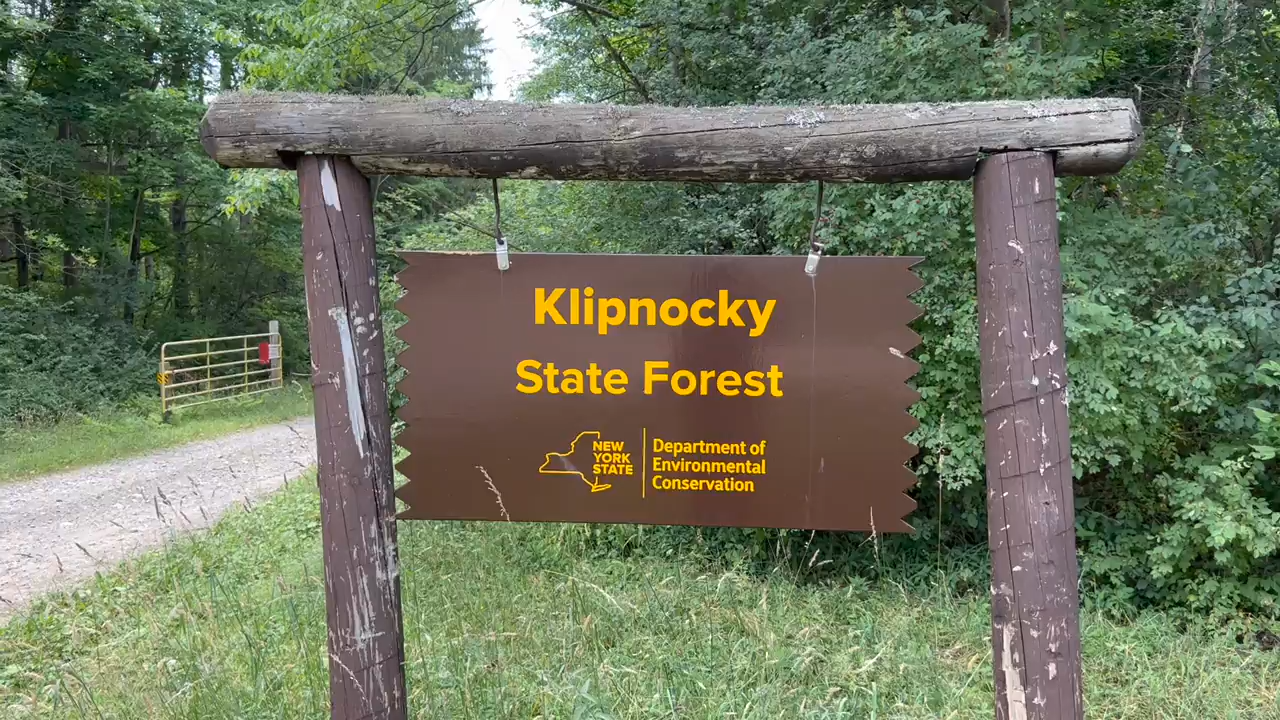 Klipnocky
State Forest
NEW
YORK
STATE
Department of
Environmental
Conservation